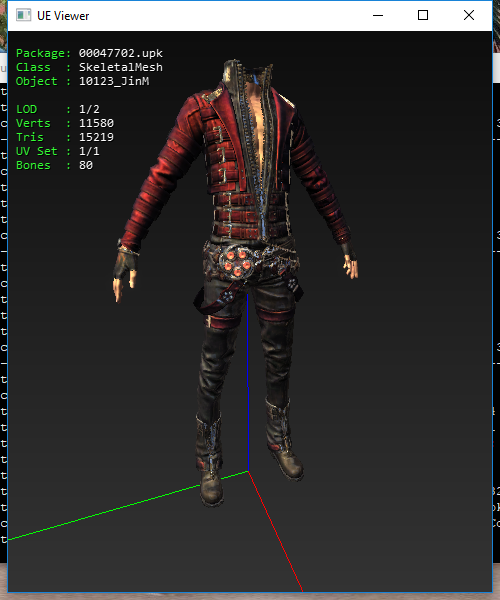 UE Viewer
Package: 00047702.upk
Class : SkeletalMesh
Object : 10123_JinM
LOD : 1/2
Verts : 11580
Tris : 15219
UV Set : 1/1
Bones : 80